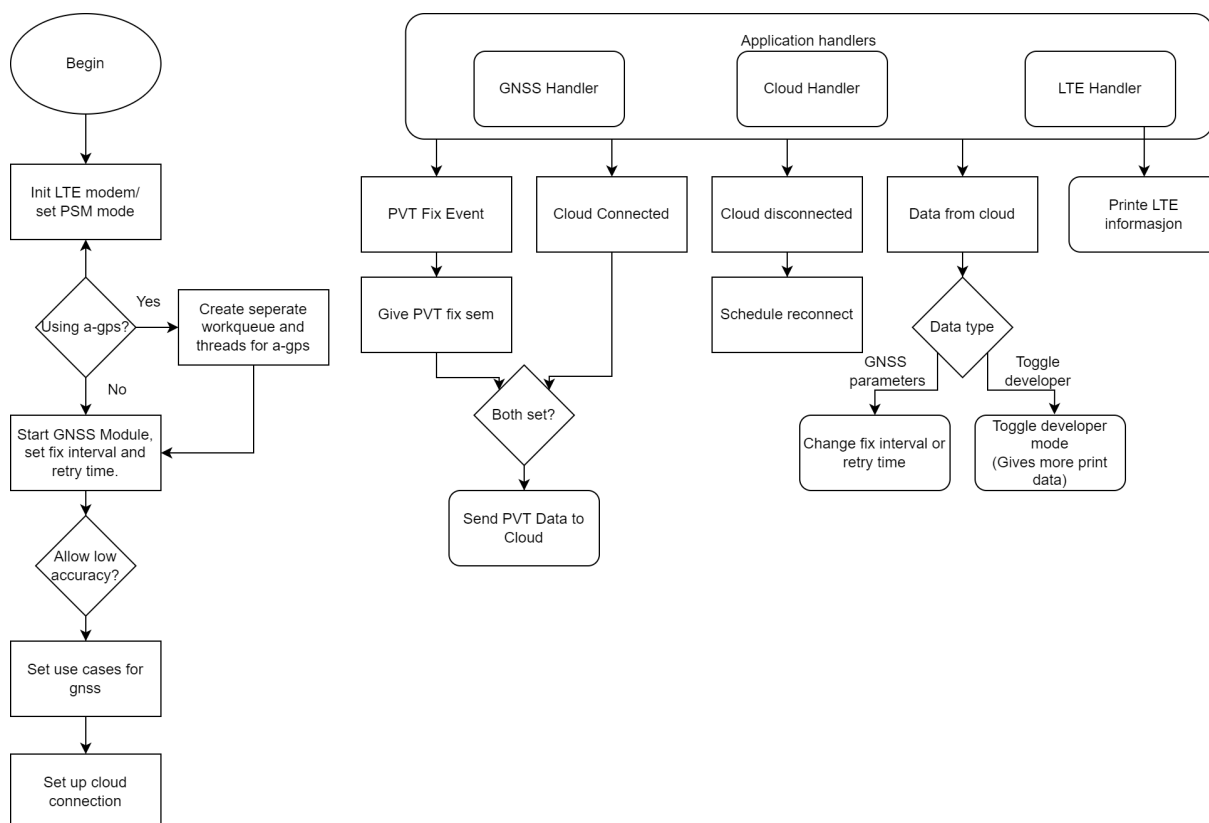 Begin
Init LTE modem/
set PSM mode
Using a-gps?
Yes
Create seperate
workqueue and
threads for a-gps
No
Start GNSS Module,
set fix interval and
retry time.
Allow low
accuracy?
Set use cases for
gnss
Set up cloud
connection
Application handlers
GNSS Handler
Cloud Handler
LTE Handler
PVT Fix Event
Cloud Connected
Cloud disconnected
Data from cloud
Printe LTE
informasjon
Give PVT fix sem
Schedule reconnect
Data type
Both set?
GNSS
parameters
Toggle
developer
Change fix interval or
retry time
Toggle developer
mode
(Gives more print
data)
Send PVT Data to
Cloud